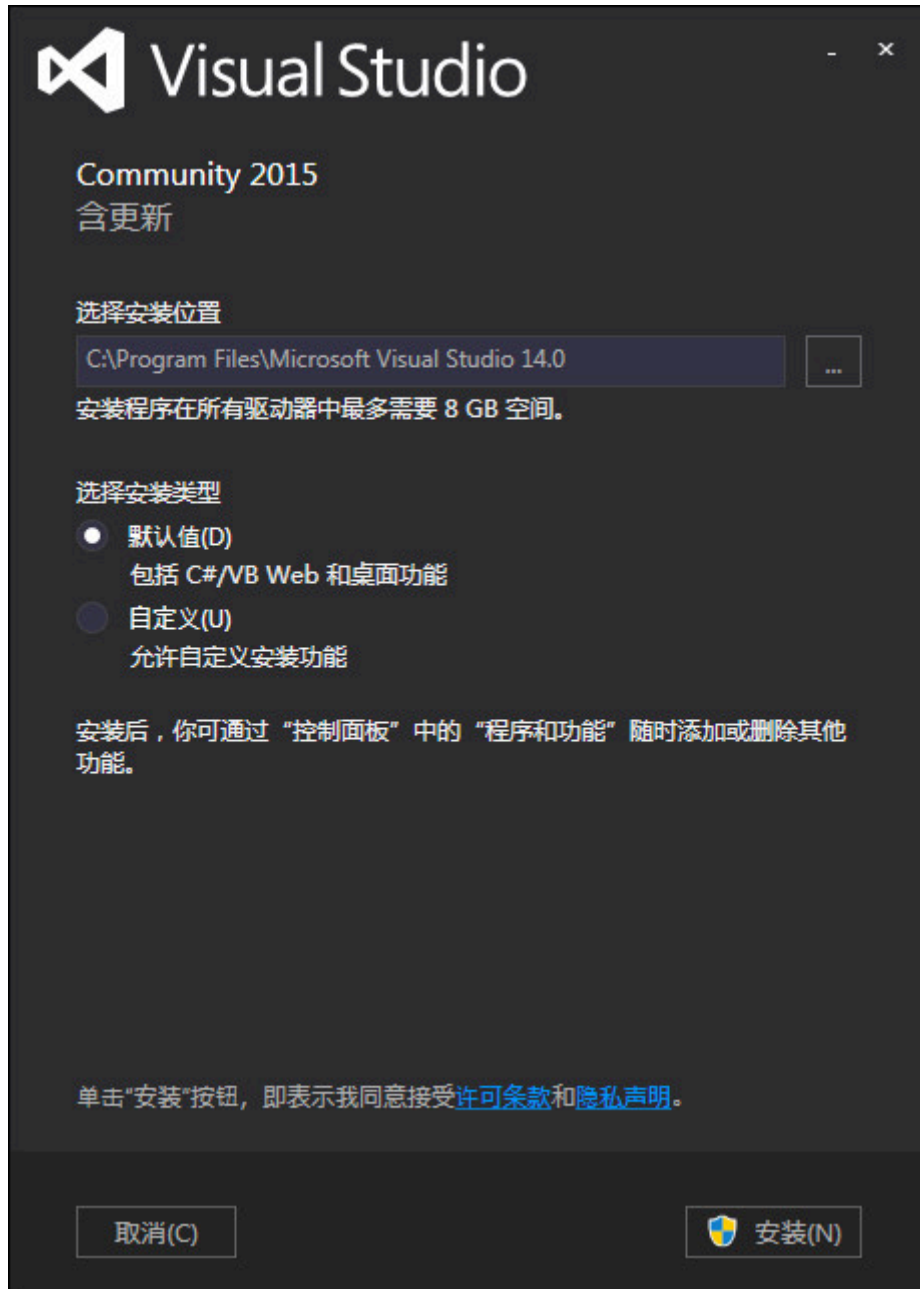 Visual Studio
Community 2015
含更新
选择安装位置
C:\Program Files\Microsoft Visual Studio 14.0
...
安装程序在所有驱动器中最多需要 8 GB 空间。
选择安装类型
默认值(D)
包括 C#/VB Web 和桌面功能
自定义(U)
允许自定义安装功能
安装后，你可通过“控制面板”中的“程序和功能”随时添加或删除其他
功能。
单击"安装"按钮，即表示我同意接受许可条款和隐私声明。
取消(C)
安装(N)